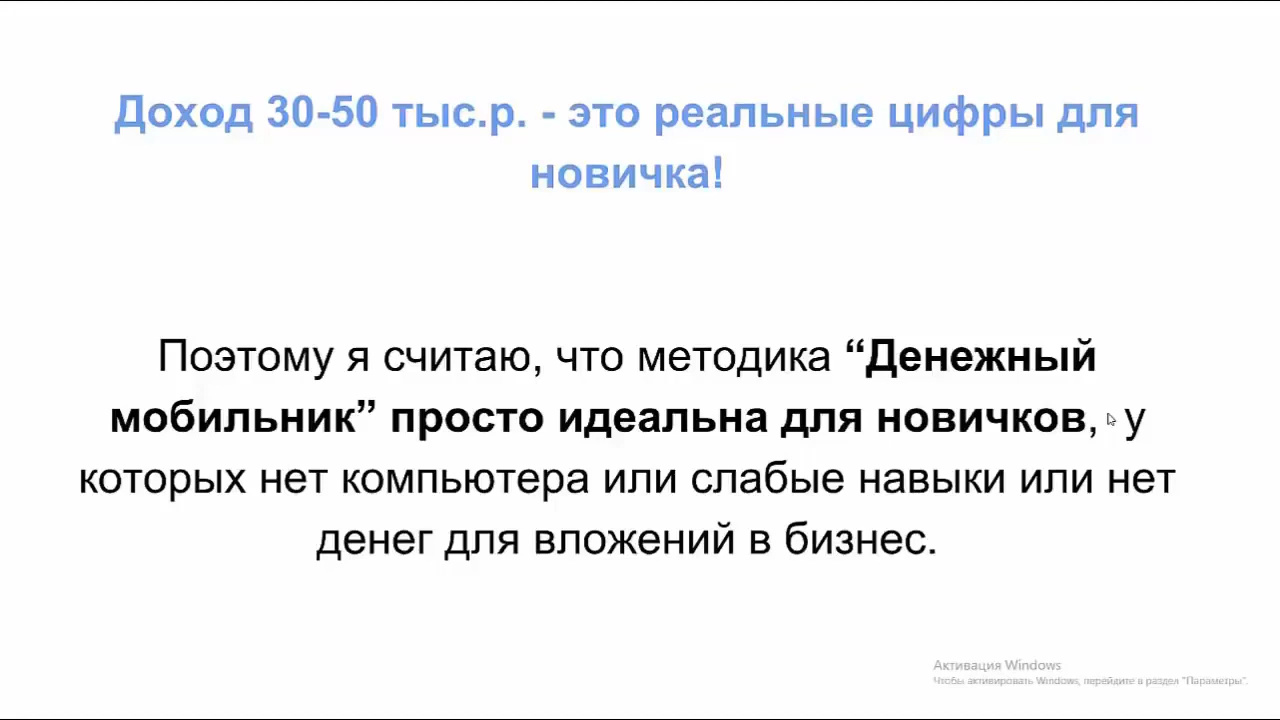 Доход 30-50 тыс.р. - это реальные цифры для
новичка!
Поэтому я считаю, что методика “Денежный
мобильник” просто идеальна для новичков, у
которых нет компьютера или слабые навыки или нет
денег для вложений в бизнес.
Активация Windows
Чтобы активировать Windows, перейдите в раздел "Параметры".